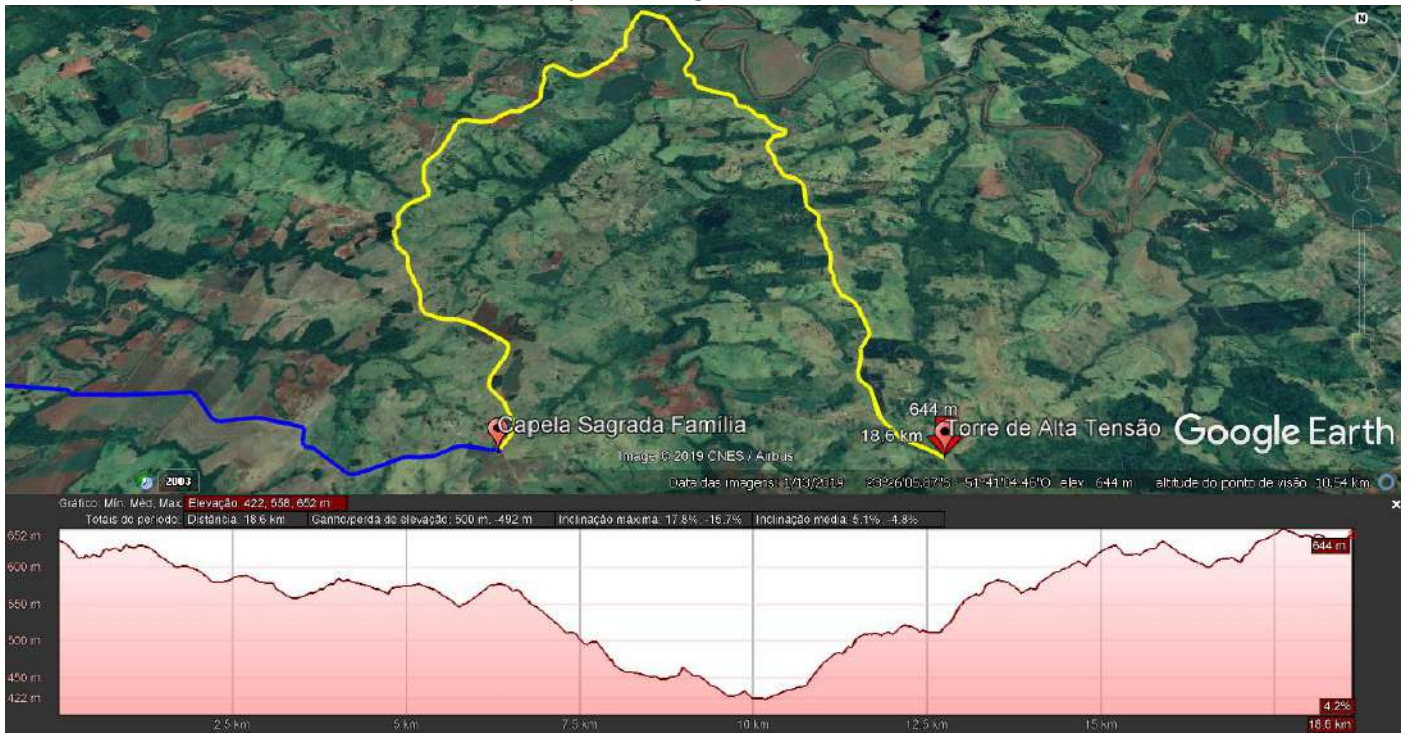 N
Capela Sagrada Família
644 m
18.6 km
Torre de Alta Tensão
Google Earth
Image © 2019 CNES / Airbus
2003
Data das imagens: 1/13/2019 elev 644 m altitude do ponto de visão 10.54 km
Gráfico: Mín, Méd, Máx Elevação: 422, 558, 652 m
Totais do período: Distância: 18.6 km Ganho/perda de elevação: 500 m, -492 m Inclinação máxima: 17.8%, -15.7% Inclinação média: 5.1%, -4.8%
652 m
644 m
600 m
550 m
500 m
450 m
422 m
4.2%
2.5 km
5 km
7.5 km
10 km
12.5 km
15 km
18.6 km